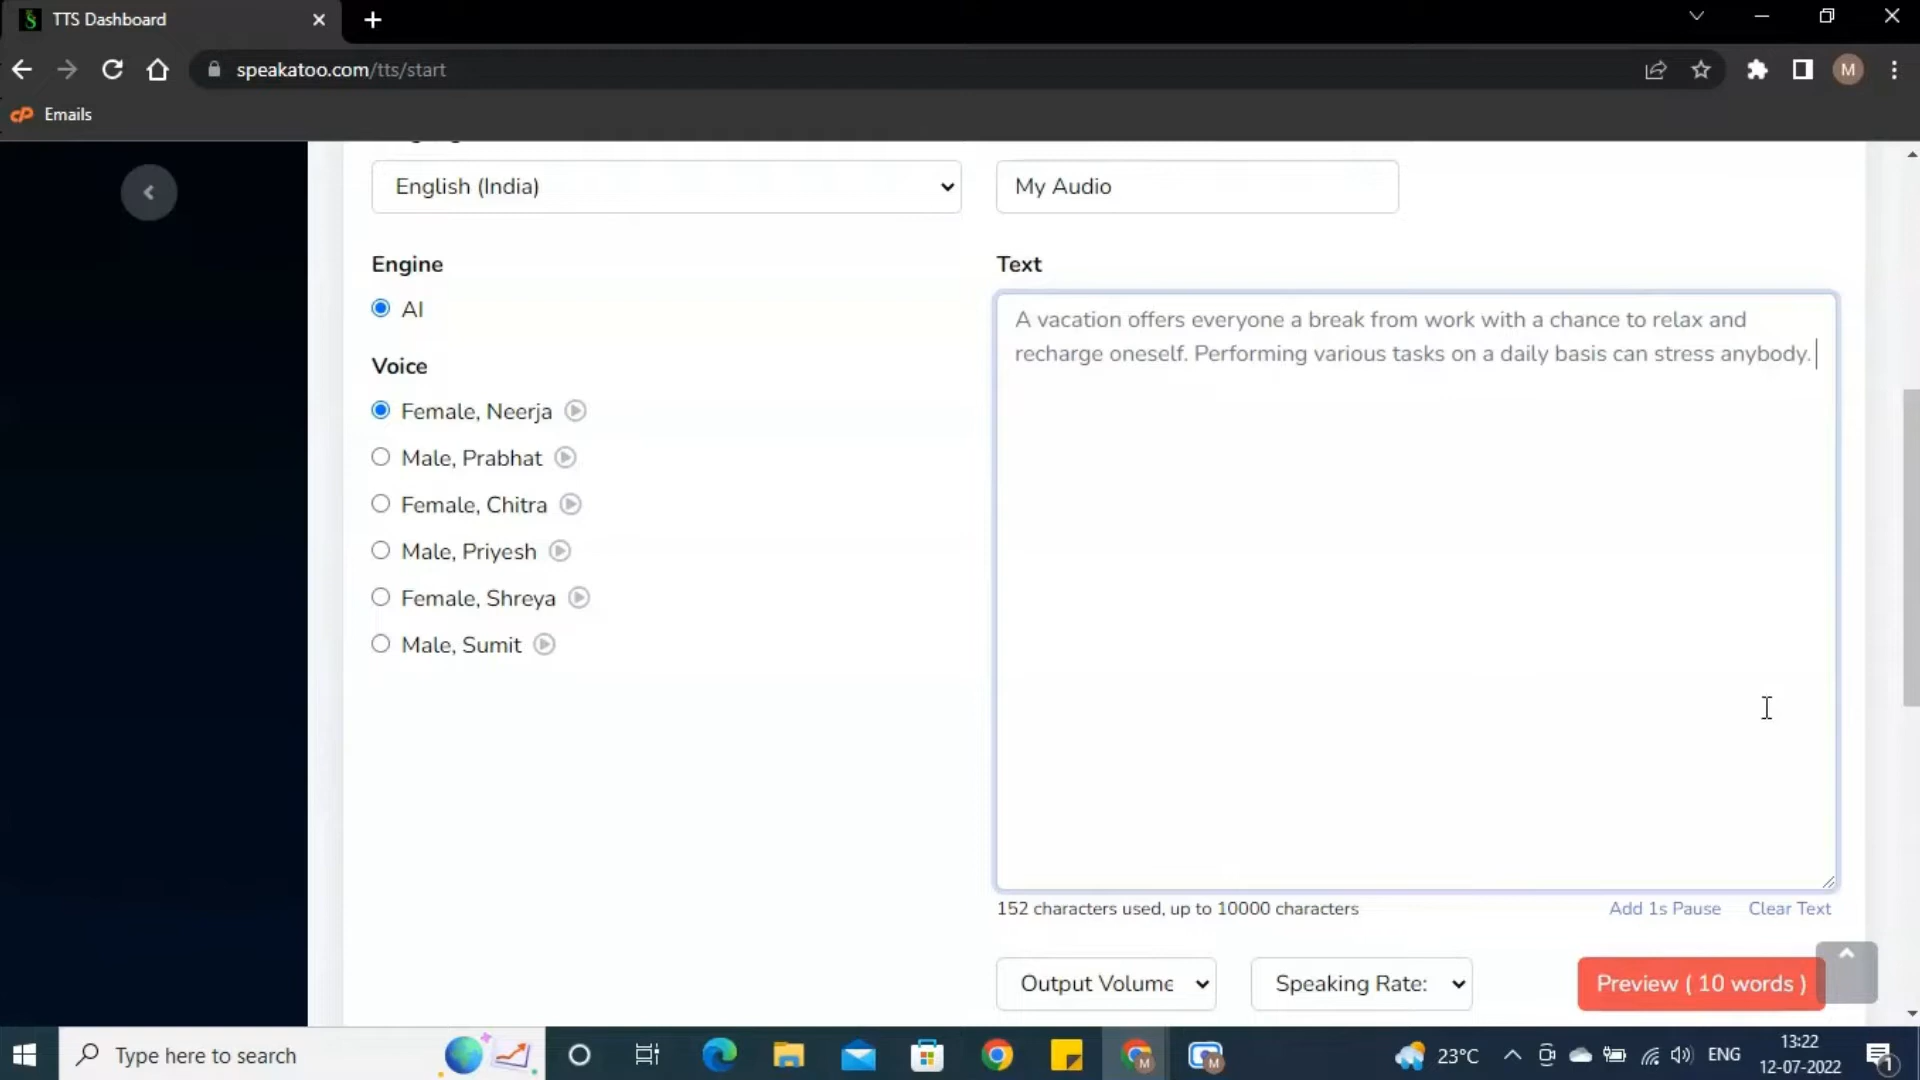 TTS Dashboard
speakatoo.com/tts/start
M
cP Emails
English (India)
My Audio
Engine
Text
AI
A vacation offers everyone a break from work with a chance to relax and
recharge oneself. Performing various tasks on a daily basis can stress anybody.
Voice
Female, Neerja
Male, Prabhat
Female, Chitra
Male, Priyesh
Female, Shreya
Male, Sumit
152 characters used, up to 10000 characters
Add 1s Pause
Clear Text
Output Volume
Speaking Rate:
Preview ( 10 words )
Type here to search
M
M
23°C
ENG
13:22
12-07-2022
1